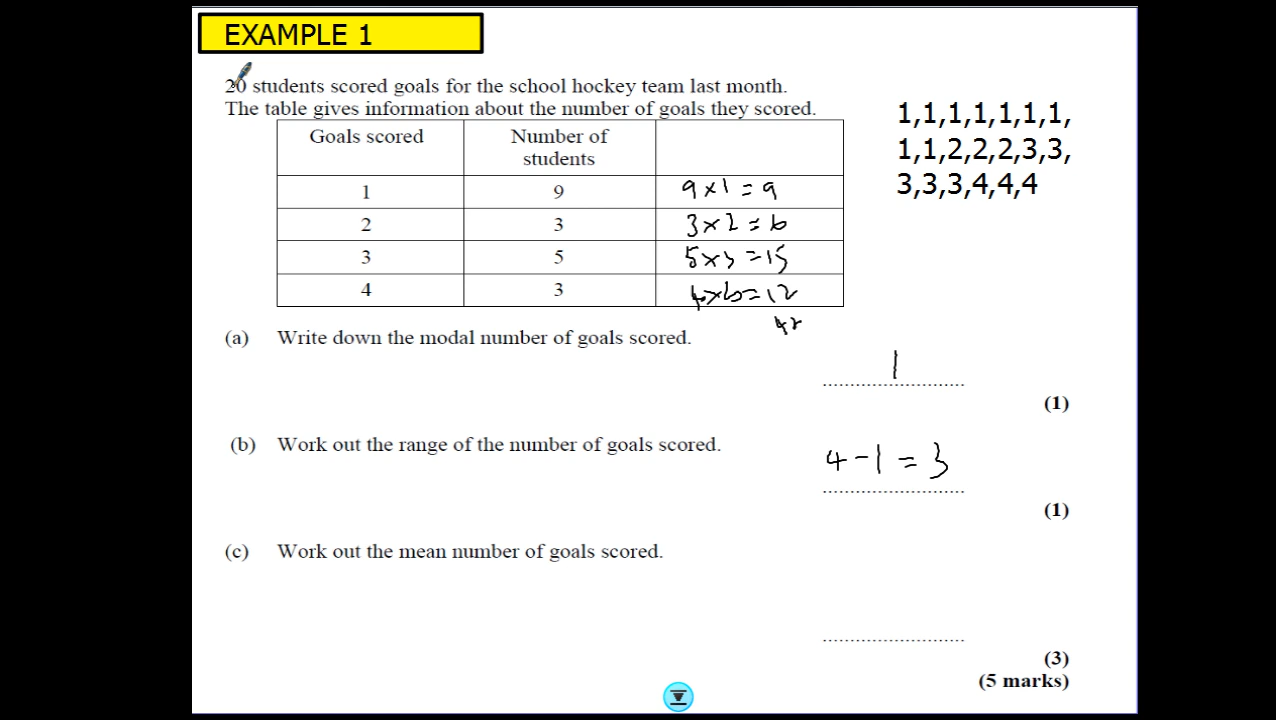 EXAMPLE 1
20 students scored goals for the school hockey team last month.
The table gives information about the number of goals they scored.
Goals scored
Number of
students
1 9 9 × 1 = 9
2 3 3 × 2 = 6
3 5 5 × 3 = 15
4 3 = 12
42
1,1,1,1,1,1,1,
1,1,2,2,2,3,3,
3,3,3,4,4,4
(a) Write down the modal number of goals scored.
1
(1)
(b) Work out the range of the number of goals scored.
4 - 1 = 3
(1)
(c) Work out the mean number of goals scored.
(3)
(5 marks)